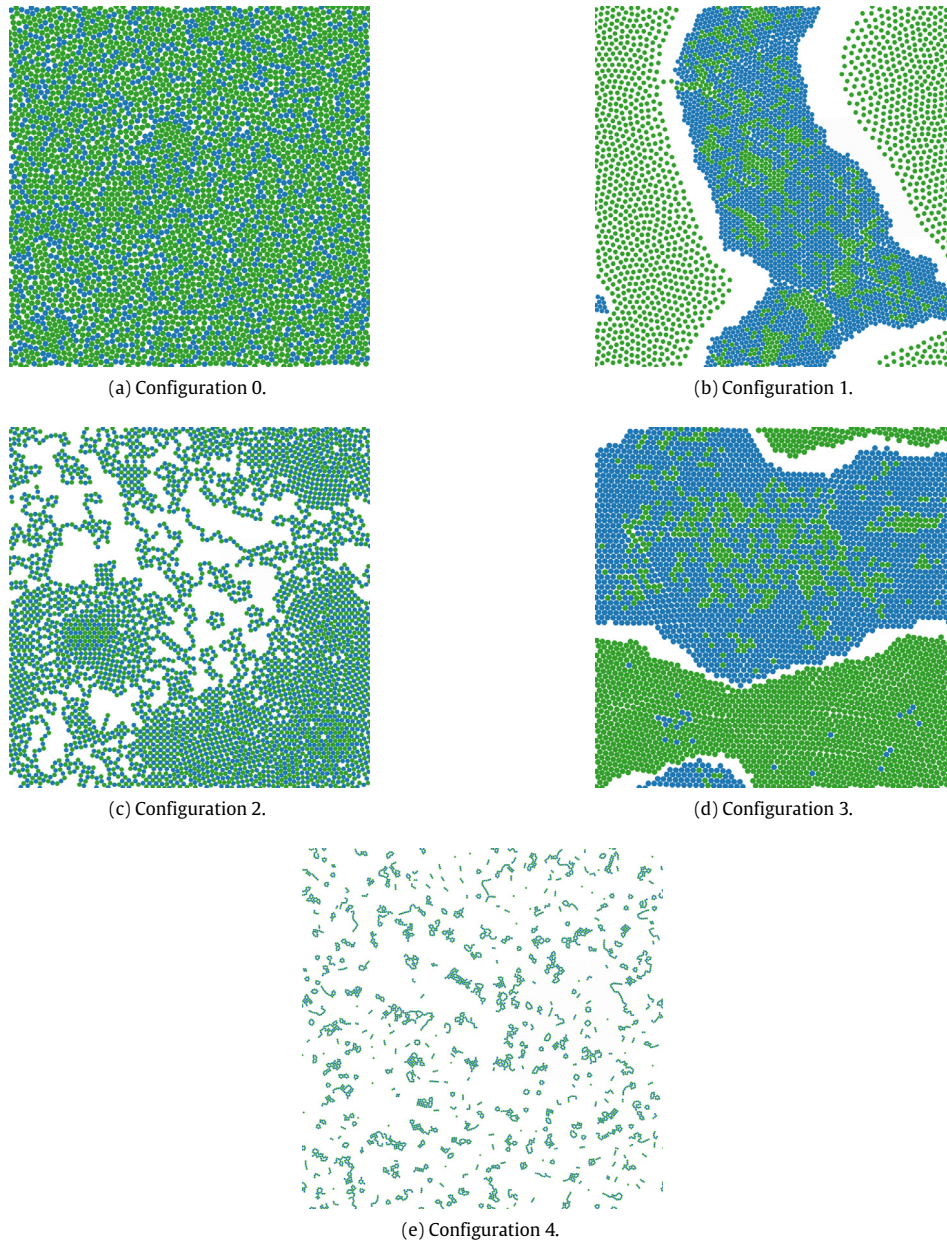 (a) Configuration 0.
(b) Configuration 1.
(c) Configuration 2.
(d) Configuration 3.
(e) Configuration 4.